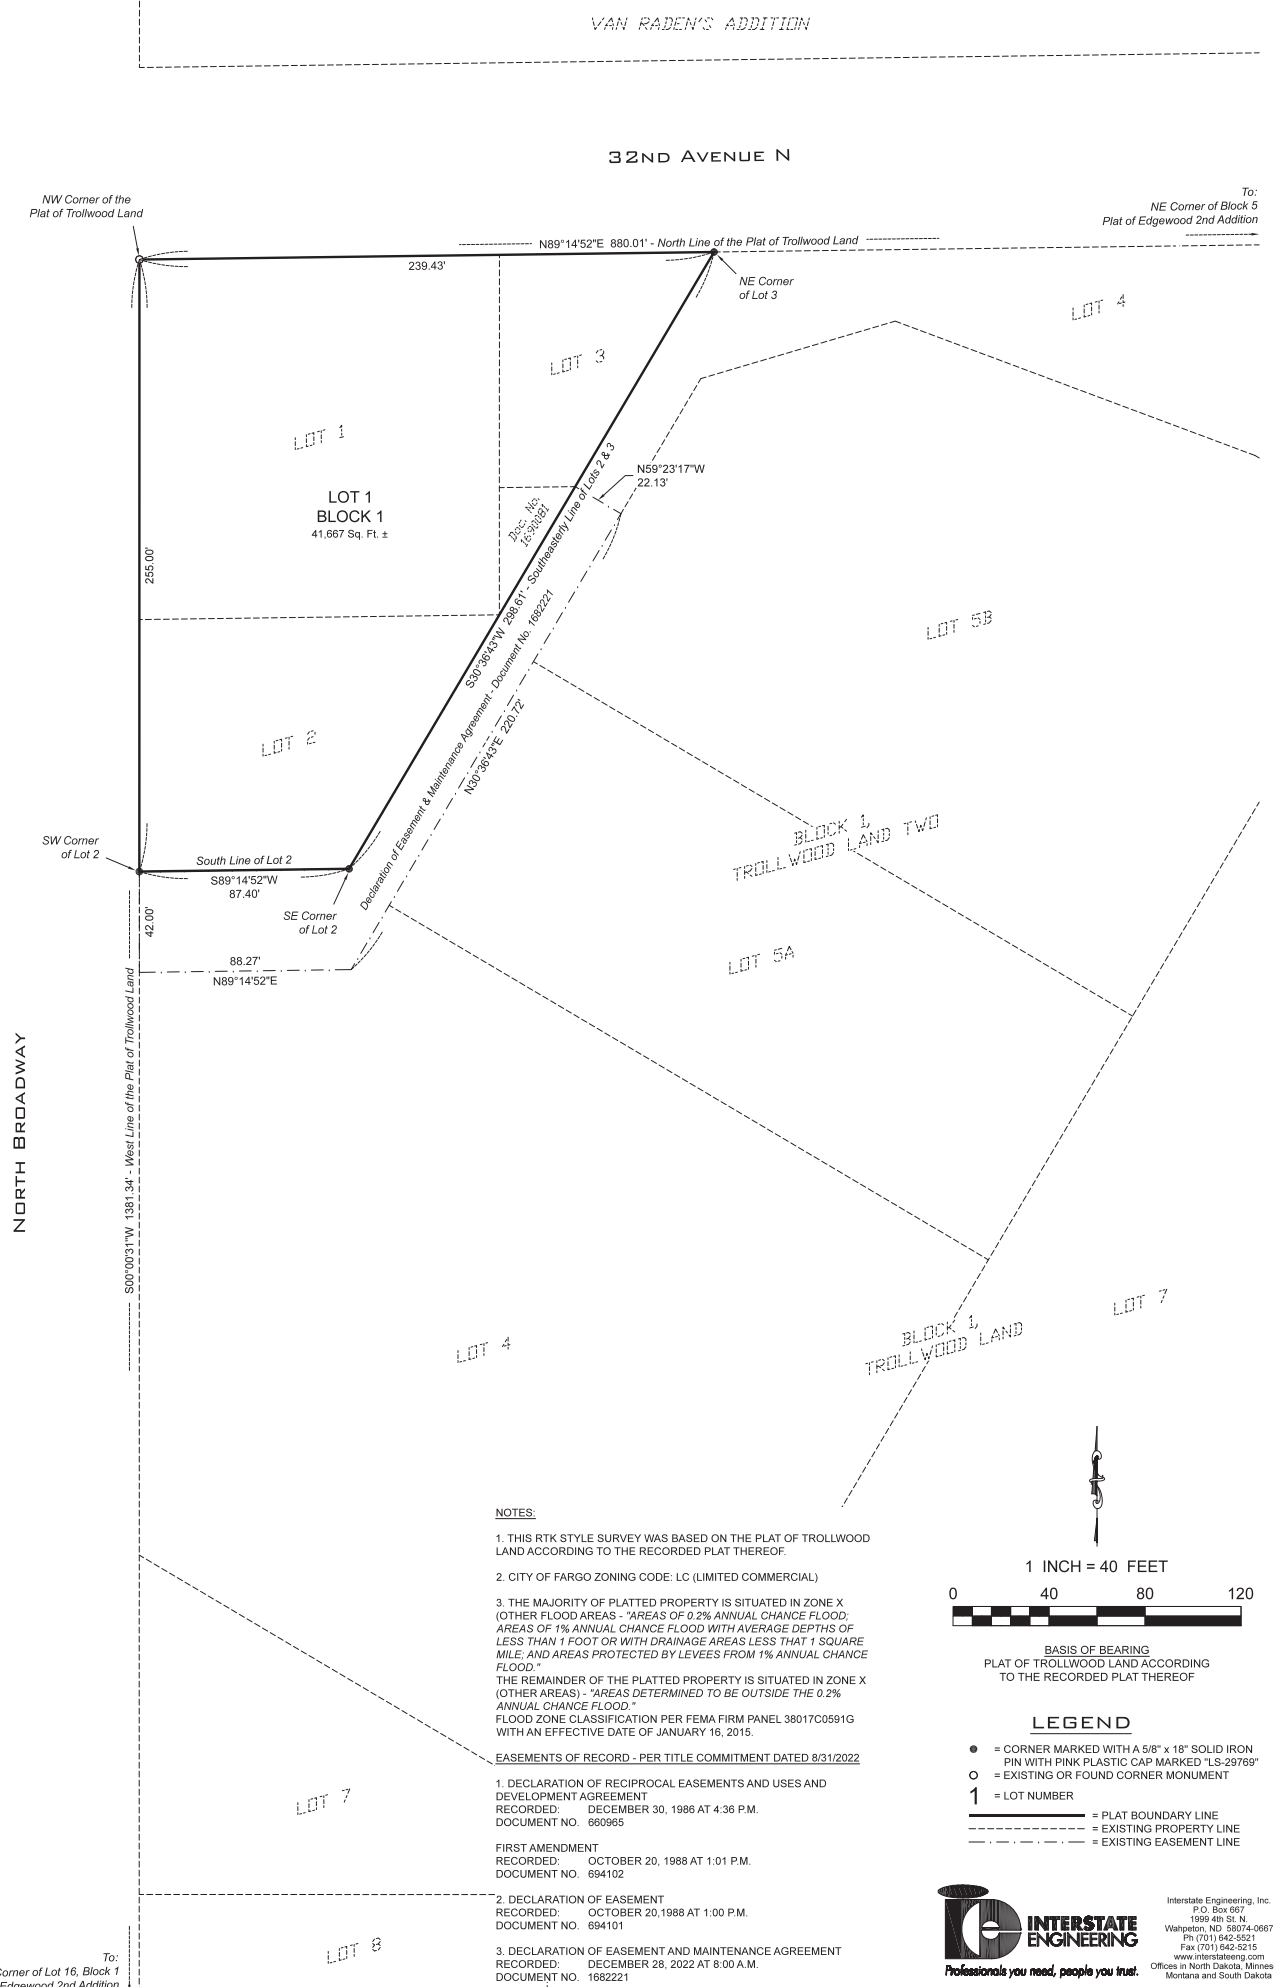 VAN RADEN'S ADDITION
32ND AVENUE N
NW Corner of the
Plat of Trollwood Land
To:
NE Corner of Block 5
Plat of Edgewood 2nd Addition
N89°14'52"E 880.01' - North Line of the Plat of Trollwood Land
239.43'
NE Corner
of Lot 3
LOT 4
LOT 3
LOT 1
LOT 1
BLOCK 1
41,667 Sq. Ft. ±
N59°23'17"W
22.13'
Doc. No.
1690081
255.00'
S30°36'43"W 298.61' - Southeasterly Line of Lots 2 & 3
Declaration of Easement & Maintenance Agreement - Document No. 1682221
N30°36'43"E 220.72'
LOT 5B
LOT 2
BLOCK 1,
TROLLWOOD LAND TWO
SW Corner
of Lot 2
South Line of Lot 2
S89°14'52"W
87.40'
SE Corner
of Lot 2
42.00'
LOT 5A
88.27'
N89°14'52"E
S00°00'31"W 1381.34' - West Line of the Plat of Trollwood Land
NORTH BROADWAY
LOT 7
BLOCK 1,
TROLLWOOD LAND
LOT 4
NOTES:
1. THIS RTK STYLE SURVEY WAS BASED ON THE PLAT OF TROLLWOOD
LAND ACCORDING TO THE RECORDED PLAT THEREOF.
2. CITY OF FARGO ZONING CODE: LC (LIMITED COMMERCIAL)
3. THE MAJORITY OF PLATTED PROPERTY IS SITUATED IN ZONE X
(OTHER FLOOD AREAS - "AREAS OF 0.2% ANNUAL CHANCE FLOOD;
AREAS OF 1% ANNUAL CHANCE FLOOD WITH AVERAGE DEPTHS OF
LESS THAN 1 FOOT OR WITH DRAINAGE AREAS LESS THAT 1 SQUARE
MILE; AND AREAS PROTECTED BY LEVEES FROM 1% ANNUAL CHANCE
FLOOD."
THE REMAINDER OF THE PLATTED PROPERTY IS SITUATED IN ZONE X
(OTHER AREAS) - "AREAS DETERMINED TO BE OUTSIDE THE 0.2%
ANNUAL CHANCE FLOOD."
FLOOD ZONE CLASSIFICATION PER FEMA FIRM PANEL 38017C0591G
WITH AN EFFECTIVE DATE OF JANUARY 16, 2015.
EASEMENTS OF RECORD - PER TITLE COMMITMENT DATED 8/31/2022
1. DECLARATION OF RECIPROCAL EASEMENTS AND USES AND
DEVELOPMENT AGREEMENT
RECORDED: DECEMBER 30, 1986 AT 4:36 P.M.
DOCUMENT NO. 660965
FIRST AMENDMENT
RECORDED: OCTOBER 20, 1988 AT 1:01 P.M.
DOCUMENT NO. 694102
2. DECLARATION OF EASEMENT
RECORDED: OCTOBER 20,1988 AT 1:00 P.M.
DOCUMENT NO. 694101
3. DECLARATION OF EASEMENT AND MAINTENANCE AGREEMENT
RECORDED: DECEMBER 28, 2022 AT 8:00 A.M.
DOCUMENT NO. 1682221
1 INCH = 40 FEET
0 40 80 120
BASIS OF BEARING
PLAT OF TROLLWOOD LAND ACCORDING
TO THE RECORDED PLAT THEREOF
LEGEND
= CORNER MARKED WITH A 5/8" x 18" SOLID IRON
PIN WITH PINK PLASTIC CAP MARKED "LS-29769"
= EXISTING OR FOUND CORNER MONUMENT
1 = LOT NUMBER
= PLAT BOUNDARY LINE
= EXISTING PROPERTY LINE
= EXISTING EASEMENT LINE
LOT 7
LOT 8
To:
Corner of Lot 16, Block 1
Edgewood 2nd Addition
INTERSTATE
ENGINEERING
Professionals you need, people you trust.
Interstate Engineering, Inc.
P.O. Box 667
1999 4th St. N.
Wahpeton, ND 58074-0667
Ph (701) 642-5521
Fax (701) 642-5215
www.interstateeng.com
Offices in North Dakota, Minnes
Montana and South Dakota